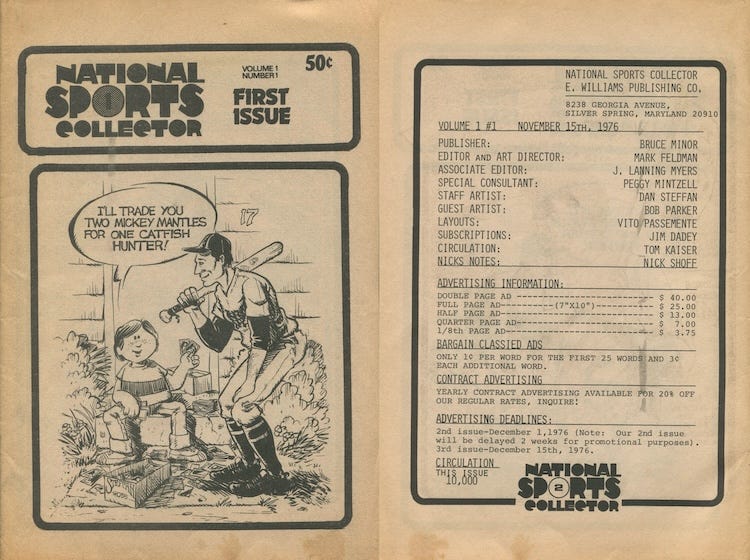 NATIONAL
SPORTS
COLLECTOR
VOLUME 1
NUMBER 1
50¢
FIRST
ISSUE
I'LL TRADE YOU
TWO MICKEY MANTLES
FOR ONE CATFISH
HUNTER!
17
NATIONAL SPORTS COLLECTOR
E. WILLIAMS PUBLISHING CO.
8238 GEORGIA AVENUE,
SILVER SPRING, MARYLAND 20910
VOLUME 1 #1 NOVEMBER 15TH, 1976
PUBLISHER: BRUCE MINOR
EDITOR AND ART DIRECTOR: MARK FELDMAN
ASSOCIATE EDITOR: J. LANNING MYERS
SPECIAL CONSULTANT: PEGGY MINTZELL
STAFF ARTIST: DAN STEFFAN
GUEST ARTIST: BOB PARKER
LAYOUTS: VITO PASSEMENTE
SUBSCRIPTIONS: JIM DADEY
CIRCULATION: TOM KAISER
NICKS NOTES: NICK SHOFF
ADVERTISING INFORMATION:
DOUBLE PAGE AD ---------------------------- $ 40.00
FULL PAGE AD---------(7"X10")-------------- $ 25.00
HALF PAGE AD------------------------------- $ 13.00
QUARTER PAGE AD---------------------------- $ 7.00
1/8th PAGE AD------------------------------ $ 3.75
BARGAIN CLASSIED ADS
ONLY 1¢ PER WORD FOR THE FIRST 25 WORDS AND 3¢
EACH ADDITIONAL WORD.
CONTRACT ADVERTISING
YEARLY CONTRACT ADVERTISING AVAILABLE FOR 20% OFF
OUR REGULAR RATES, INQUIRE!
ADVERTISING DEADLINES:
2nd issue-December 1,1976 (Note: Our 2nd issue
will be delayed 2 weeks for promotional purposes).
3rd issue-December 15th, 1976.
CIRCULATION
THIS ISSUE
10,000
NATIONAL
SPORTS
2
COLLECTOR